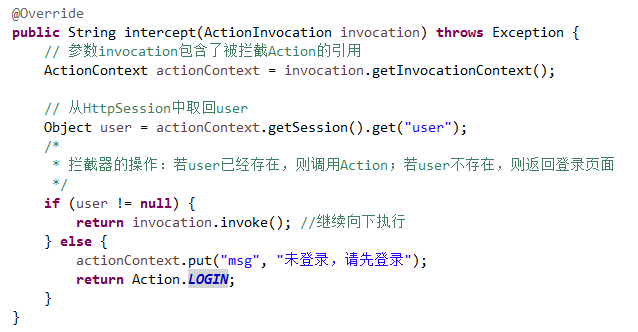 @Override
public String intercept(ActionInvocation invocation) throws Exception {
    // 参数invocation包含了被拦截Action的引用
    ActionContext actionContext = invocation.getInvocationContext();

    // 从HttpSession中取回user
    Object user = actionContext.getSession().get("user");
    /*
     * 拦截器的操作：若user已经存在，则调用Action；若user不存在，则返回登录页面
     */
    if (user != null) {
        return invocation.invoke(); //继续向下执行
    } else {
        actionContext.put("msg", "未登录，请先登录");
        return Action.LOGIN;
    }
}